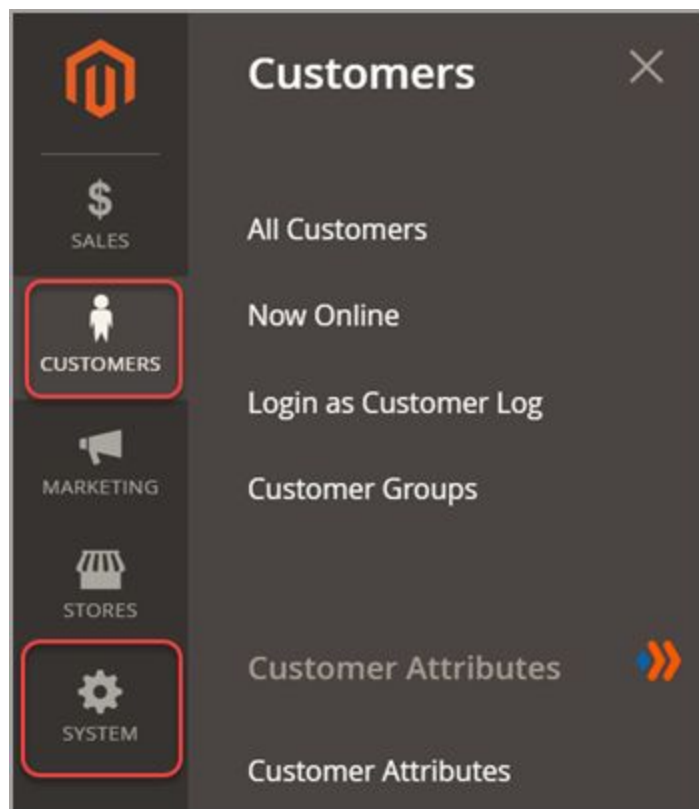 Customers
$
SALES
CUSTOMERS
MARKETING
STORES
SYSTEM
All Customers
Now Online
Login as Customer Log
Customer Groups
Customer Attributes
Customer Attributes